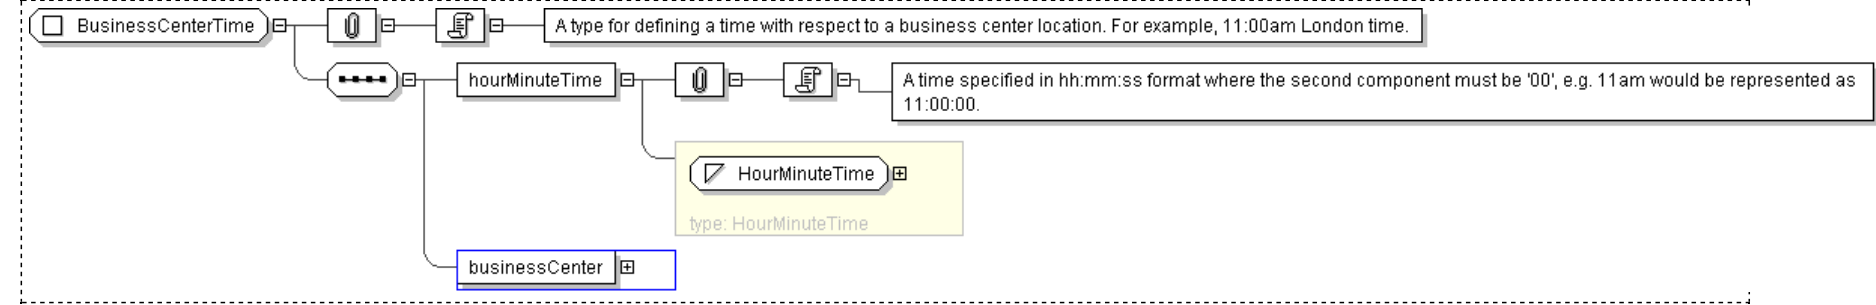 BusinessCenterTime
A type for defining a time with respect to a business center location. For example, 11:00am London time.
hourMinuteTime
A time specified in hh:mm:ss format where the second component must be '00', e.g. 11am would be represented as
11:00:00.
HourMinuteTime
type: HourMinuteTime
businessCenter